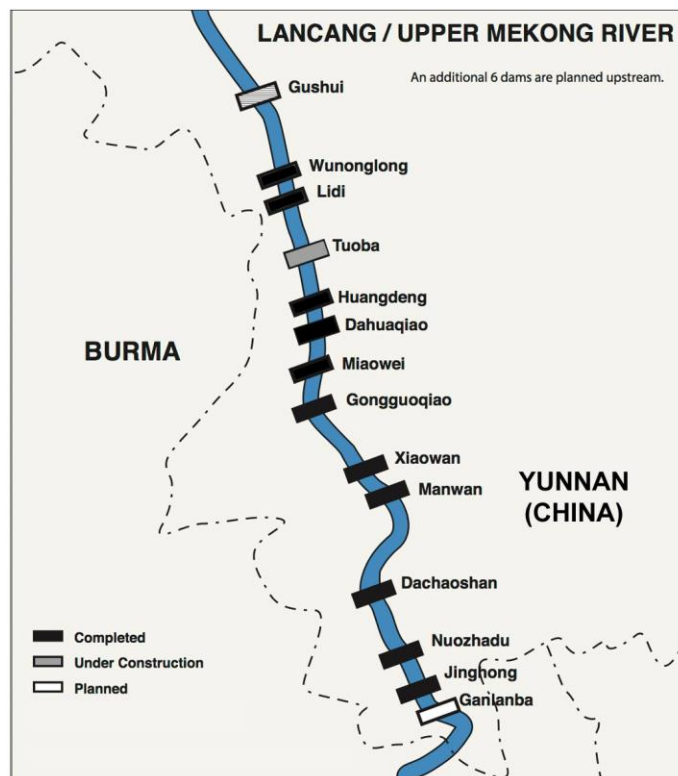 LANCANG / UPPER MEKONG RIVER
An additional 6 dams are planned upstream.
Gushui
Wunonglong
Lidi
Tuoba
Huangdeng
Dahuaqiao
BURMA
Miaowei
Gongguoqiao
Xiaowan
Manwan
YUNNAN
(CHINA)
Dachaoshan
Completed
Under Construction
Planned
Nuozhadu
Jinghong
Ganlanba